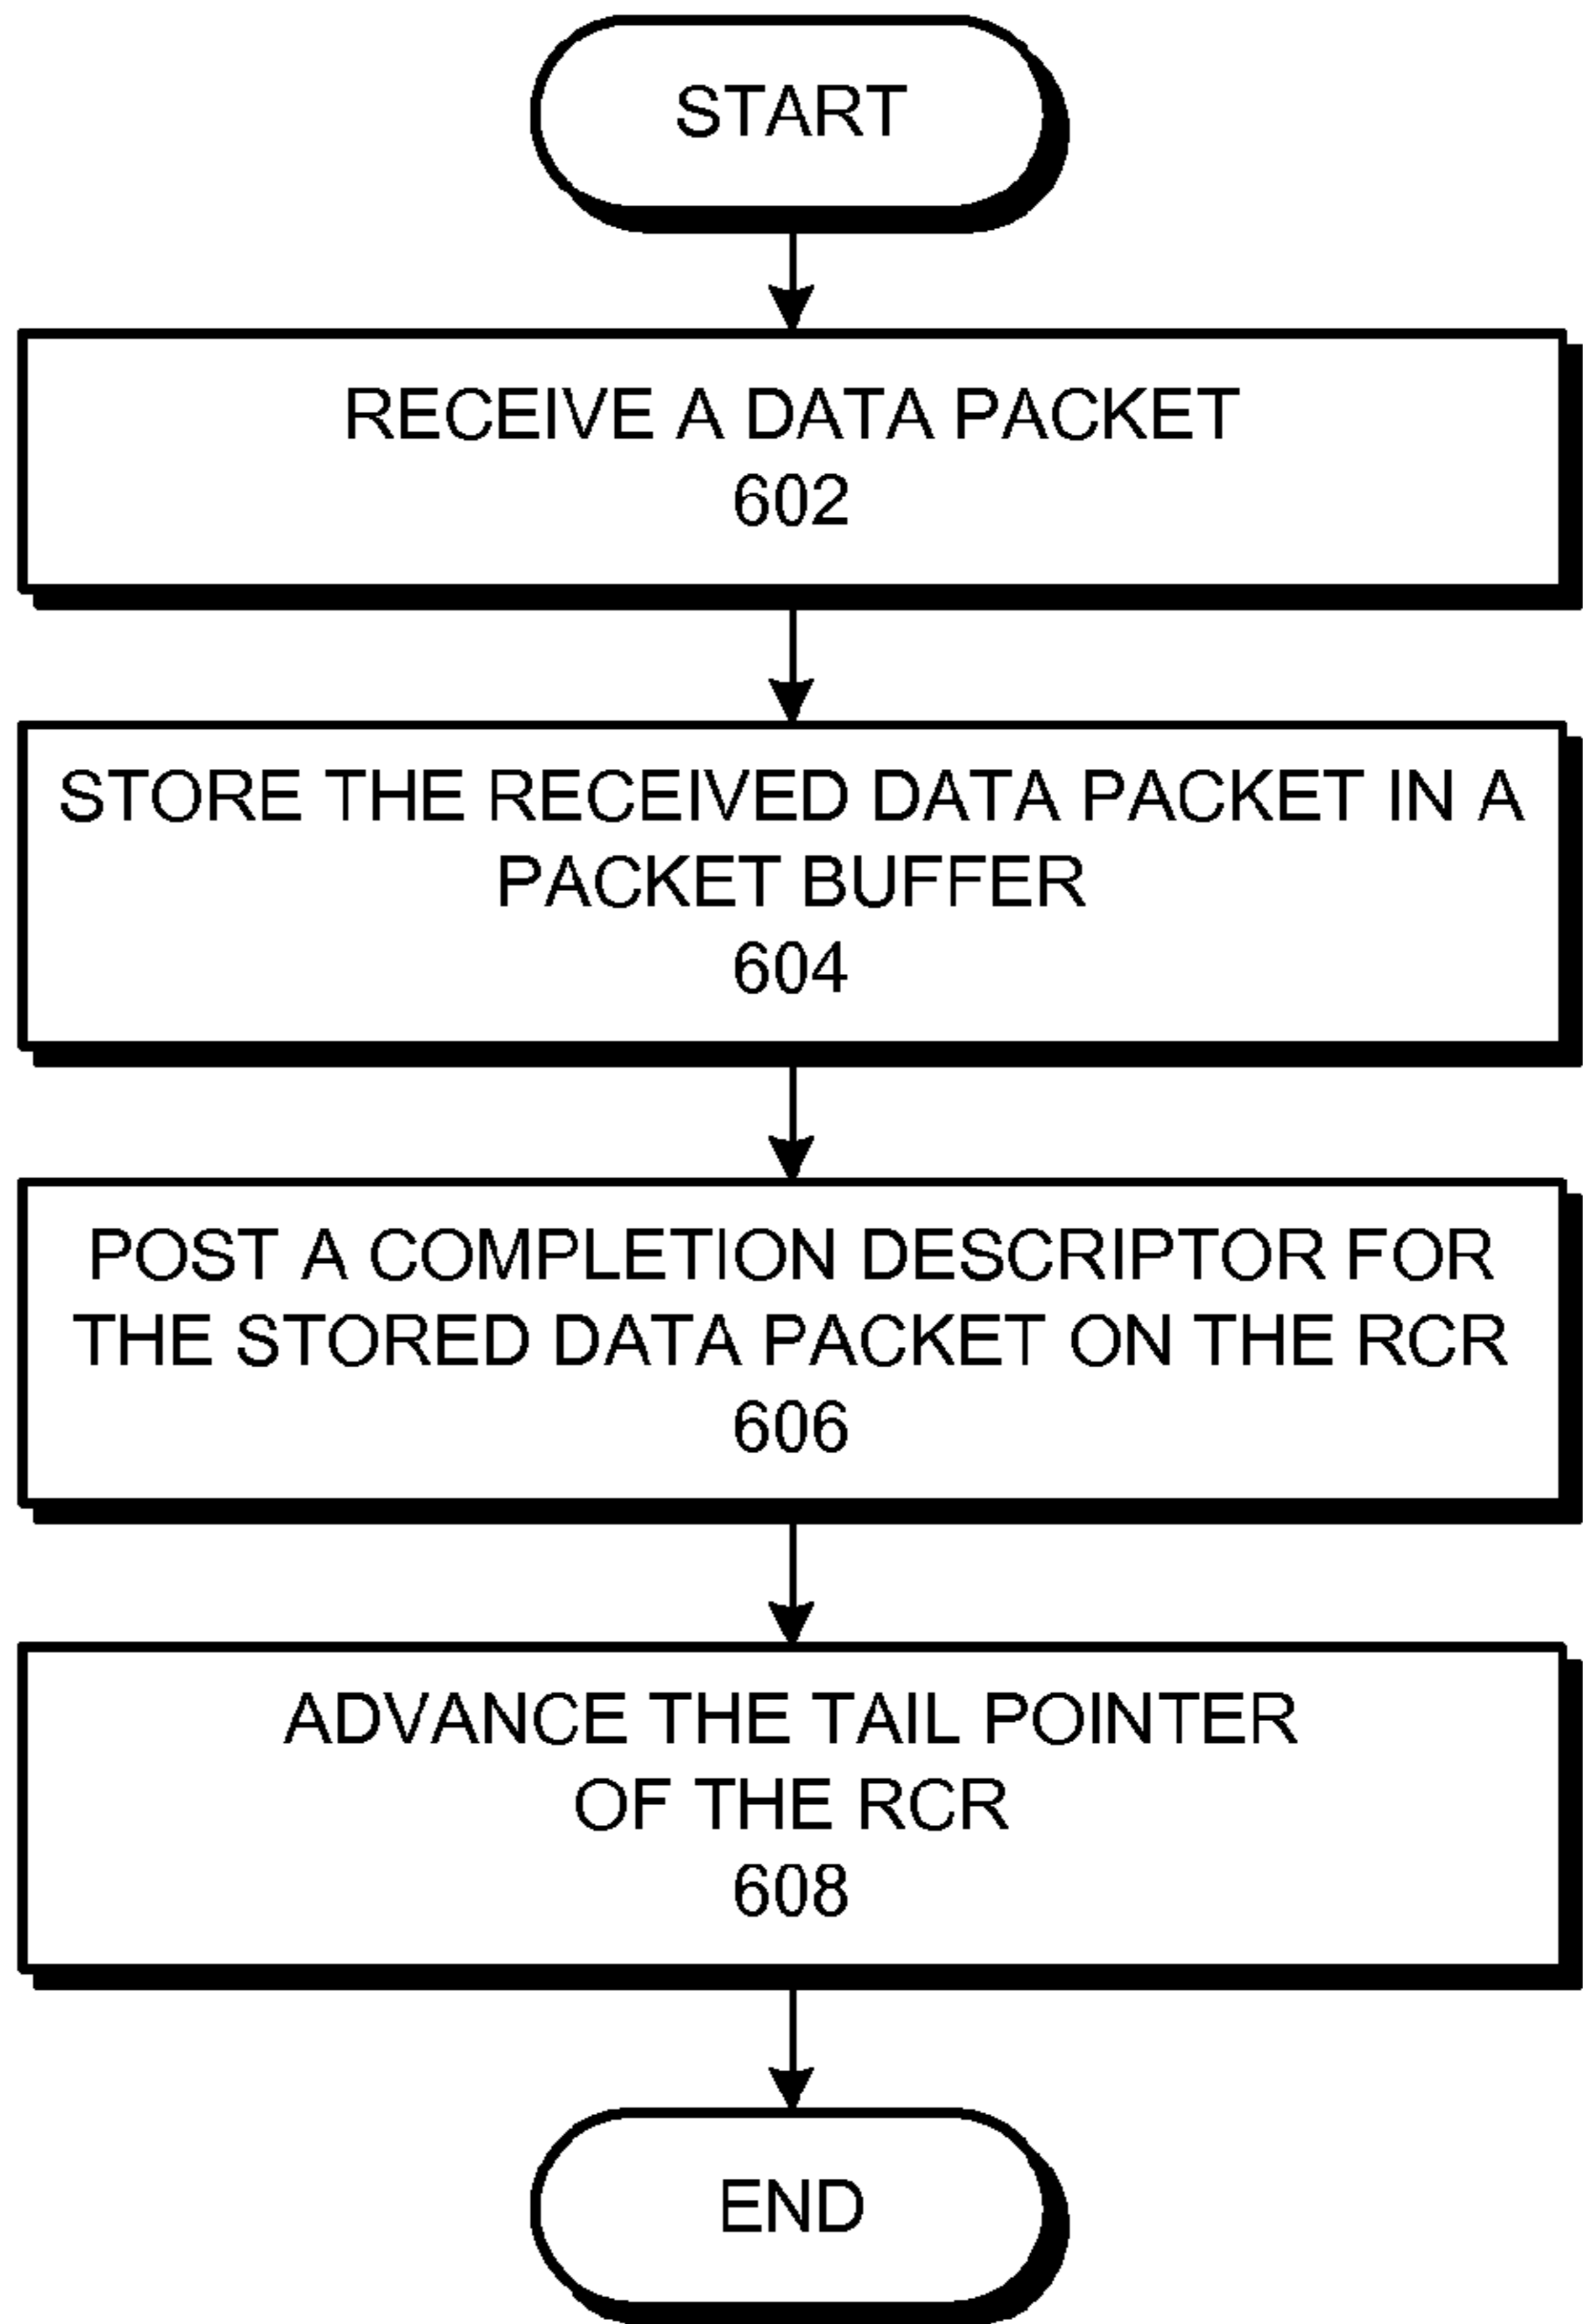 START
RECEIVE A DATA PACKET
602
STORE THE RECEIVED DATA PACKET IN A
PACKET BUFFER
604
POST A COMPLETION DESCRIPTOR FOR
THE STORED DATA PACKET ON THE RCR
606
ADVANCE THE TAIL POINTER
OF THE RCR
608
END